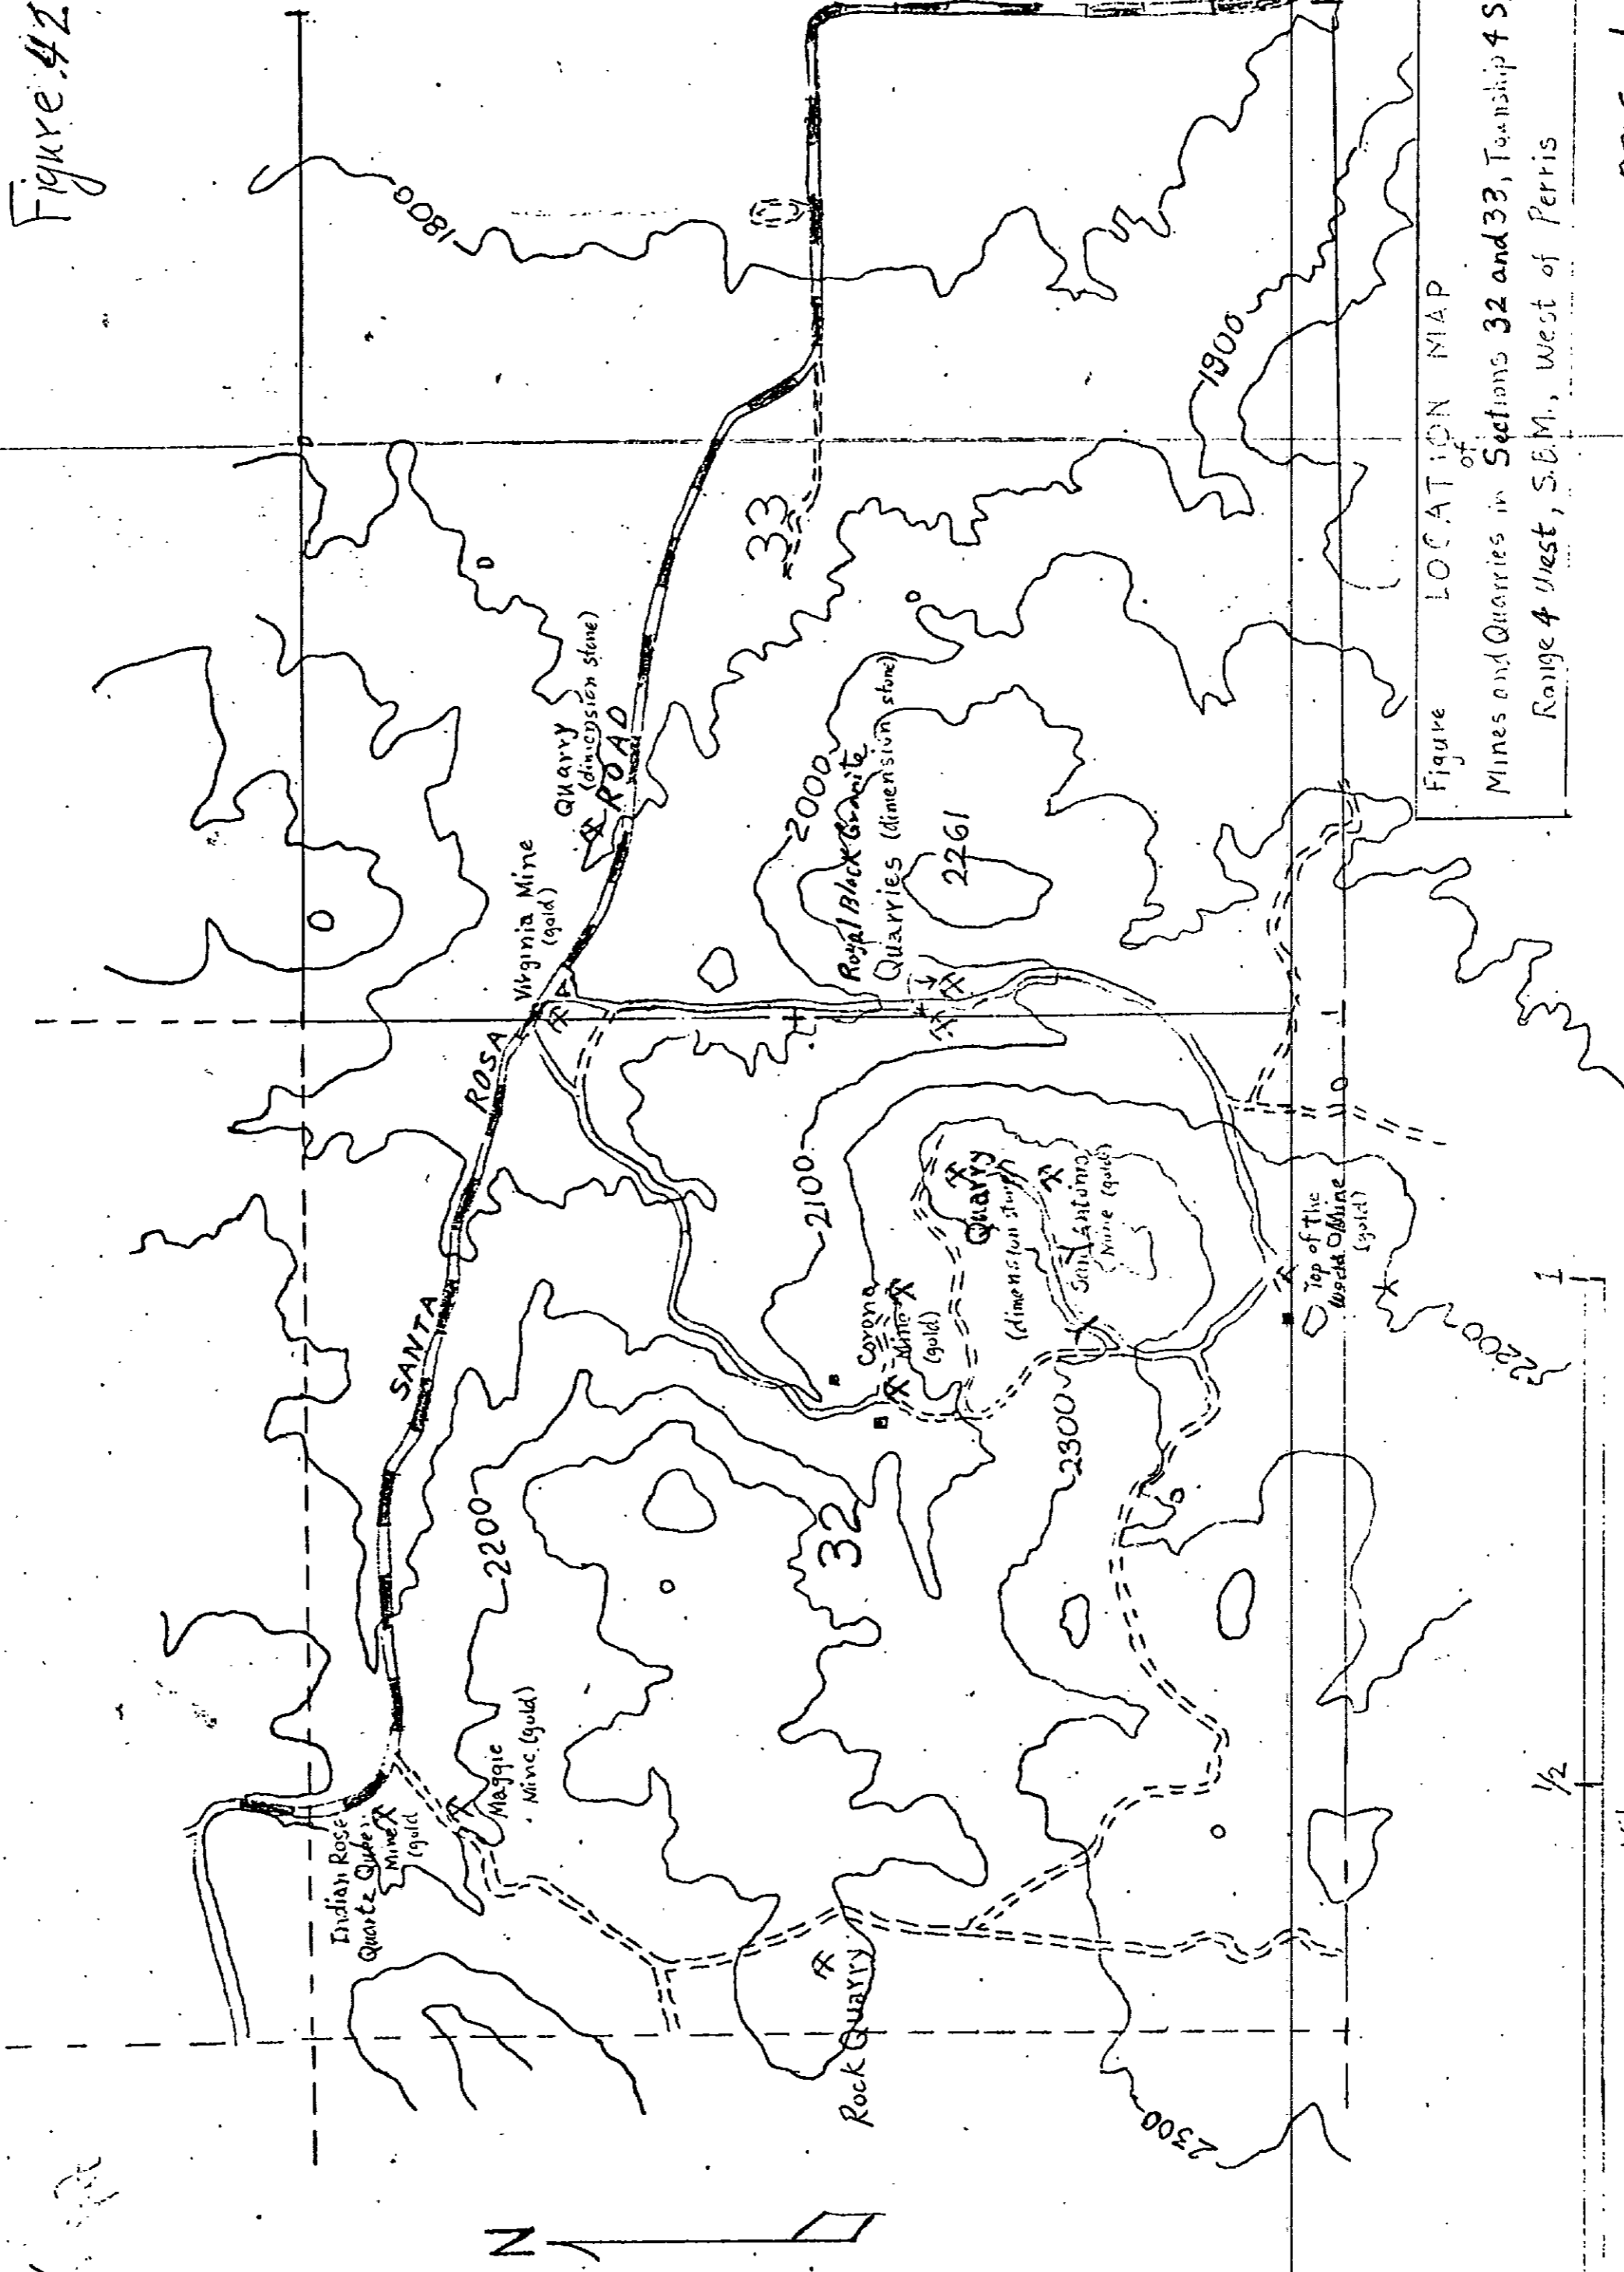 Figure 42
1800
Indian Rose
Quartz Queen
Mine
(gold
Maggie
Mine (gold)
2200
SANTA
ROSA
ROAD
Virginia Mine
(gold)
Quarry
(dimension stone)
33
2000
Royal Black Granite
Quarries (dimension stone)
2261
2100
Corona
Mine
(gold)
Quarry
(dimension stone)
San Antonio
Mine (gold)
32
Rock Quarry
2300
2300
1900
Top of the
World Mine
(gold)
2200
N
Figure
LOCATION MAP
of
Mines and Quarries in Sections 32 and 33, Township 4 S,
Range 4 West, S.B.M., West of Perris
1/2
1